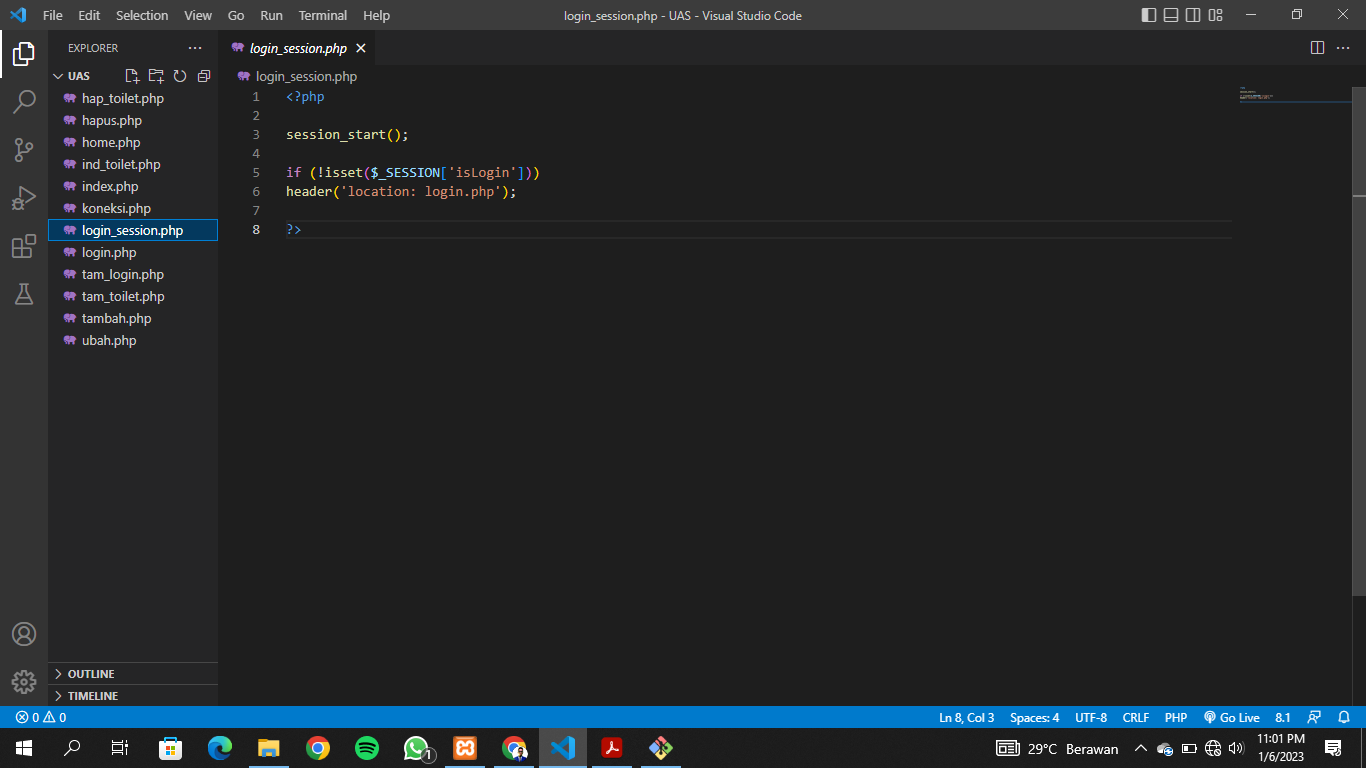 File Edit Selection View Go Run Terminal Help
login_session.php - UAS - Visual Studio Code
EXPLORER
UAS
hap_toilet.php
hapus.php
home.php
ind_toilet.php
index.php
koneksi.php
login_session.php
login.php
tam_login.php
tam_toilet.php
tambah.php
ubah.php
OUTLINE
TIMELINE
login_session.php
login_session.php
1 <?php
2
3 session_start();
4
5 if (!isset($_SESSION['isLogin']))
6 header('location: login.php');
7
8 ?>
0 0
Ln 8, Col 3 Spaces: 4 UTF-8 CRLF PHP Go Live 8.1
1
29°C Berawan
11:01 PM
1/6/2023